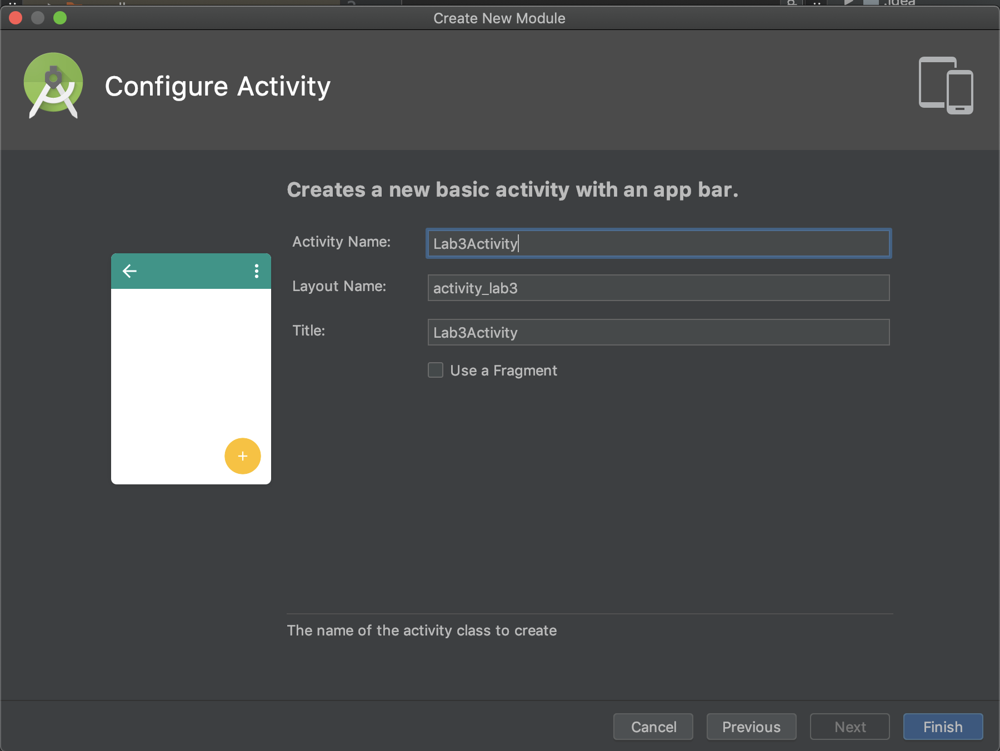 .idea
Create New Module
Configure Activity
Creates a new basic activity with an app bar.
Activity Name:
Lab3Activity
Layout Name:
activity_lab3
Title:
Lab3Activity
Use a Fragment
The name of the activity class to create
Cancel
Previous
Next
Finish